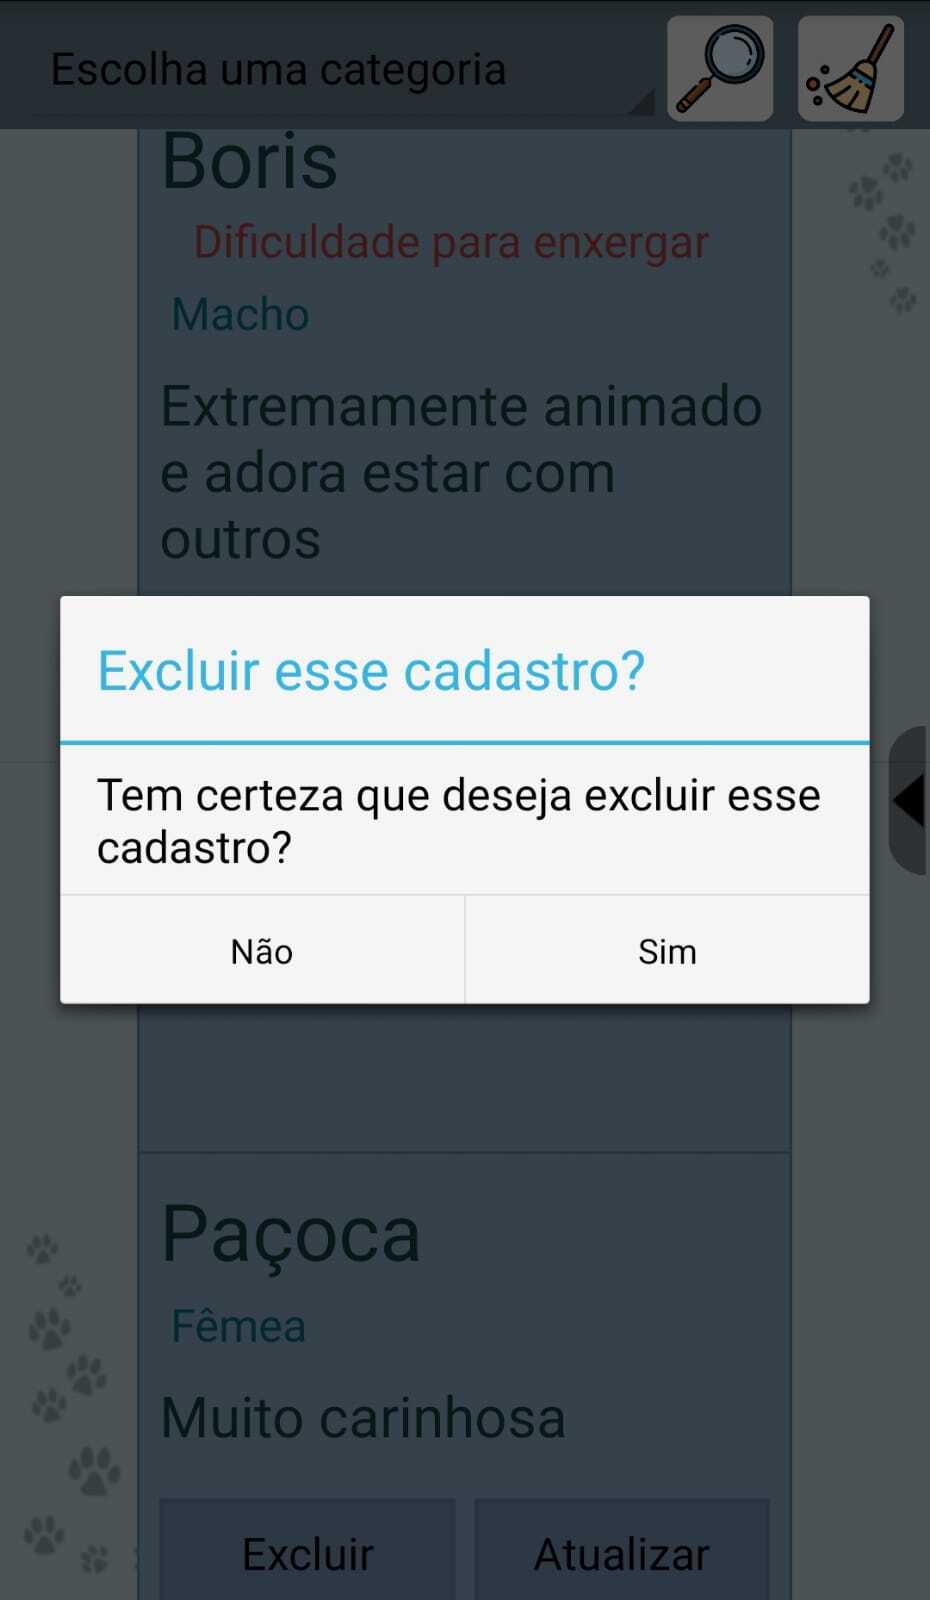 Escolha uma categoria
Boris
Dificuldade para enxergar
Macho
Extremamente animado
e adora estar com
outros
Excluir esse cadastro?
Tem certeza que deseja excluir esse
cadastro?
Não
Sim
Paçoca
Fêmea
Muito carinhosa
Excluir
Atualizar